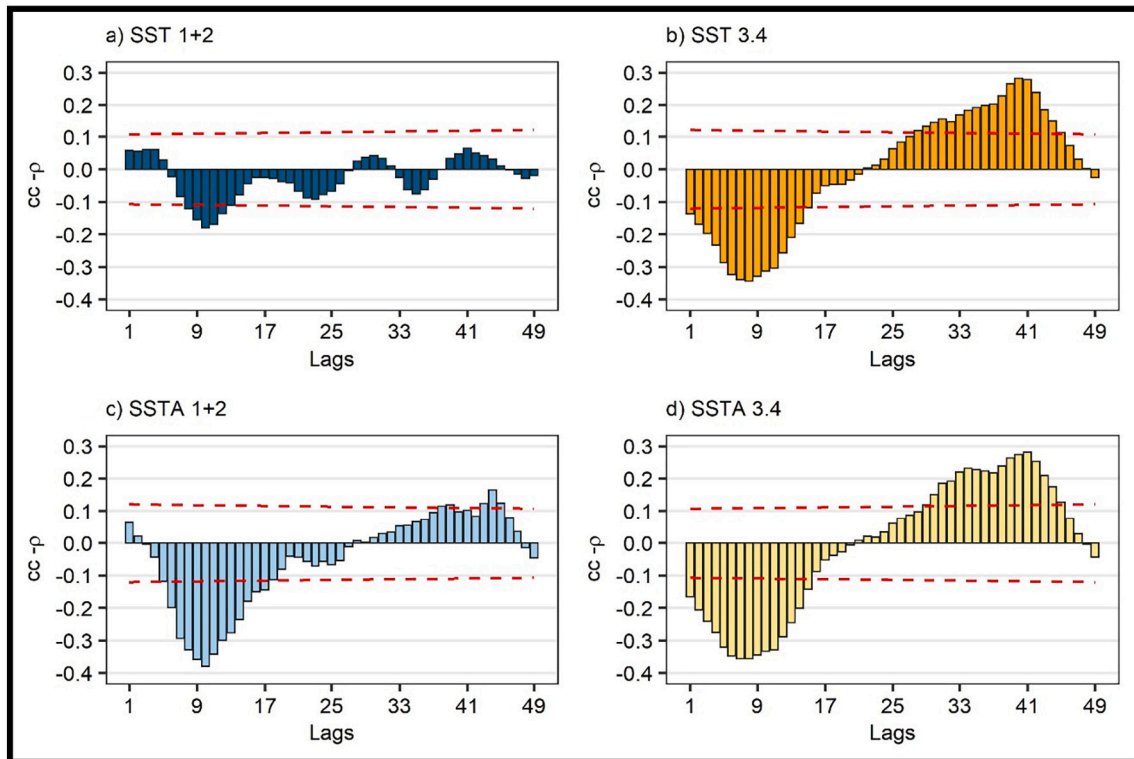 a) SST 1+2
0.3
0.2
0.1
0.0
-0.1
-0.2
-0.3
-0.4
cc -ρ
1 9 17 25 33 41 49
Lags
b) SST 3.4
0.3
0.2
0.1
0.0
-0.1
-0.2
-0.3
-0.4
cc -ρ
1 9 17 25 33 41 49
Lags
c) SSTA 1+2
0.3
0.2
0.1
0.0
-0.1
-0.2
-0.3
-0.4
cc -ρ
1 9 17 25 33 41 49
Lags
d) SSTA 3.4
0.3
0.2
0.1
0.0
-0.1
-0.2
-0.3
-0.4
cc -ρ
1 9 17 25 33 41 49
Lags